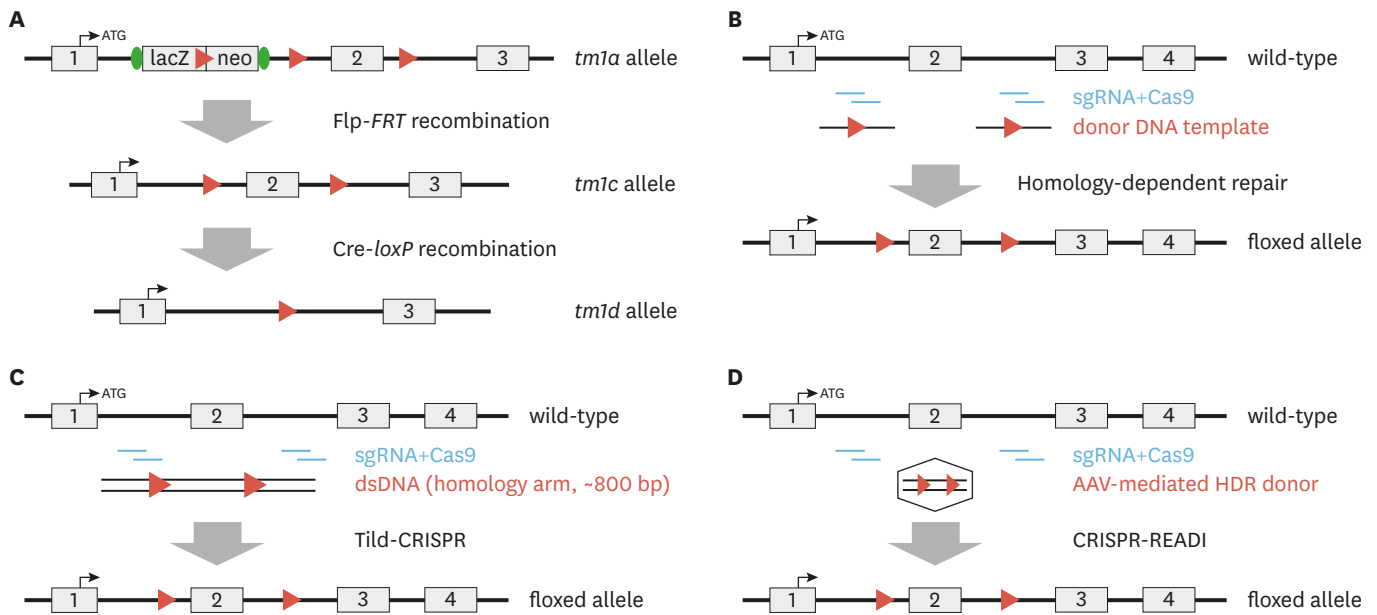 A
ATG
1 lacZ neo 2 3 tm1a allele
Flp-FRT recombination
1 2 3 tm1c allele
Cre-loxP recombination
1 3 tm1d allele
B
ATG
1 2 3 4 wild-type
sgRNA+Cas9
donor DNA template
Homology-dependent repair
1 2 3 4 floxed allele
C
ATG
1 2 3 4 wild-type
sgRNA+Cas9
dsDNA (homology arm, ~800 bp)
Tild-CRISPR
1 2 3 4 floxed allele
D
ATG
1 2 3 4 wild-type
sgRNA+Cas9
AAV-mediated HDR donor
CRISPR-READI
1 2 3 4 floxed allele